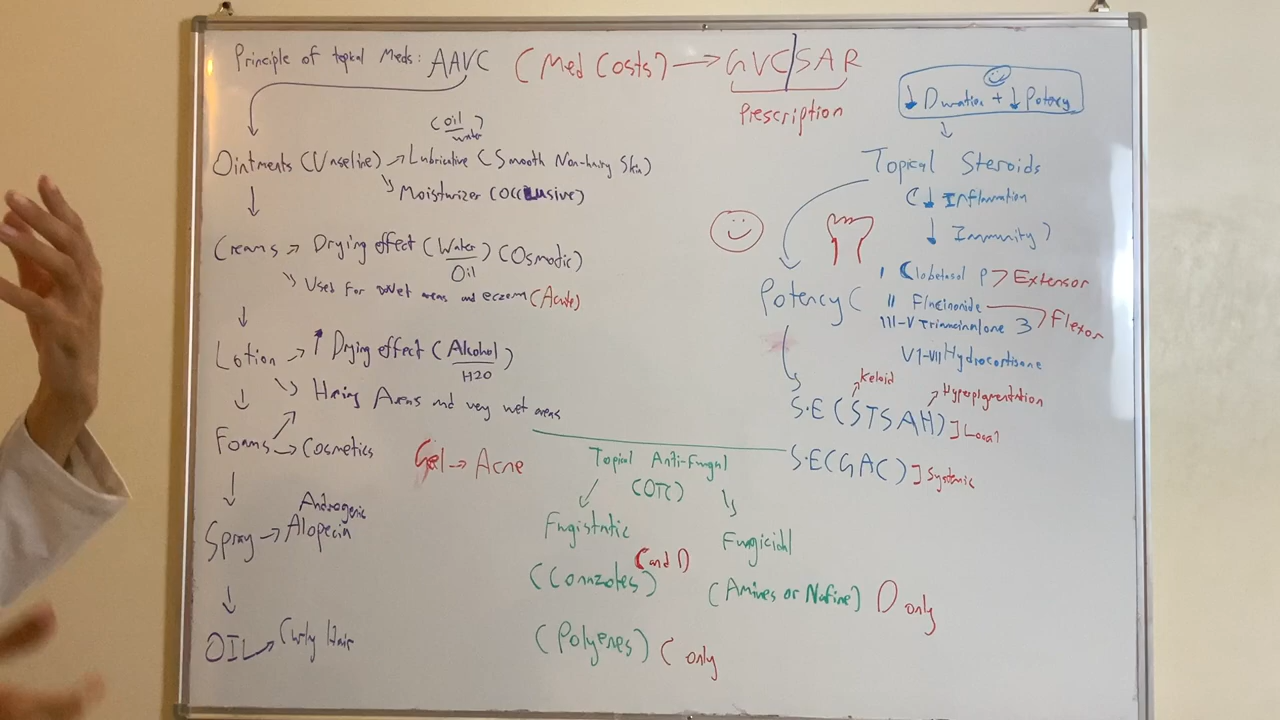 Principle of topical Meds: AAVC (Med Costs) → GVC/SAR
Prescription
Ointments (Vaseline) → Lubricative (Smooth Non-hairy Skin)
(Oil/water)
↘ Moisturizer (Occlusive)
↓
Creams → Drying effect (Water/Oil) (Osmotic)
↘ Used for wet areas and eczema (Acute)
↓
Lotion → ↑ Drying effect (Alcohol/H2O)
↘ Hairy Areas and very wet areas
↓
Foams → Cosmetics
↓
Spray → Androgenic
Alopecia
↓
OIL → Curly Hair
Gel → Acne
↓ Duration + ↓ Potency
↓
Topical Steroids
(↓ Inflammation
↓ Immunity)
Potency (
I Clobetasol P > Extensor
II Flucinonide
III-V Triamcinolone 3 > Flexor
VI-VII Hydrocortisone
Keloid
Hyperpigmentation
S.E (STSAH) ] Local
S.E (GAC) ] Systemic
Topical Anti-Fungal
(OTC)
Fugistatic
(Conazoles) C and D
(Polyenes) C only
Fungicidal
(Amines or Nafine) D only